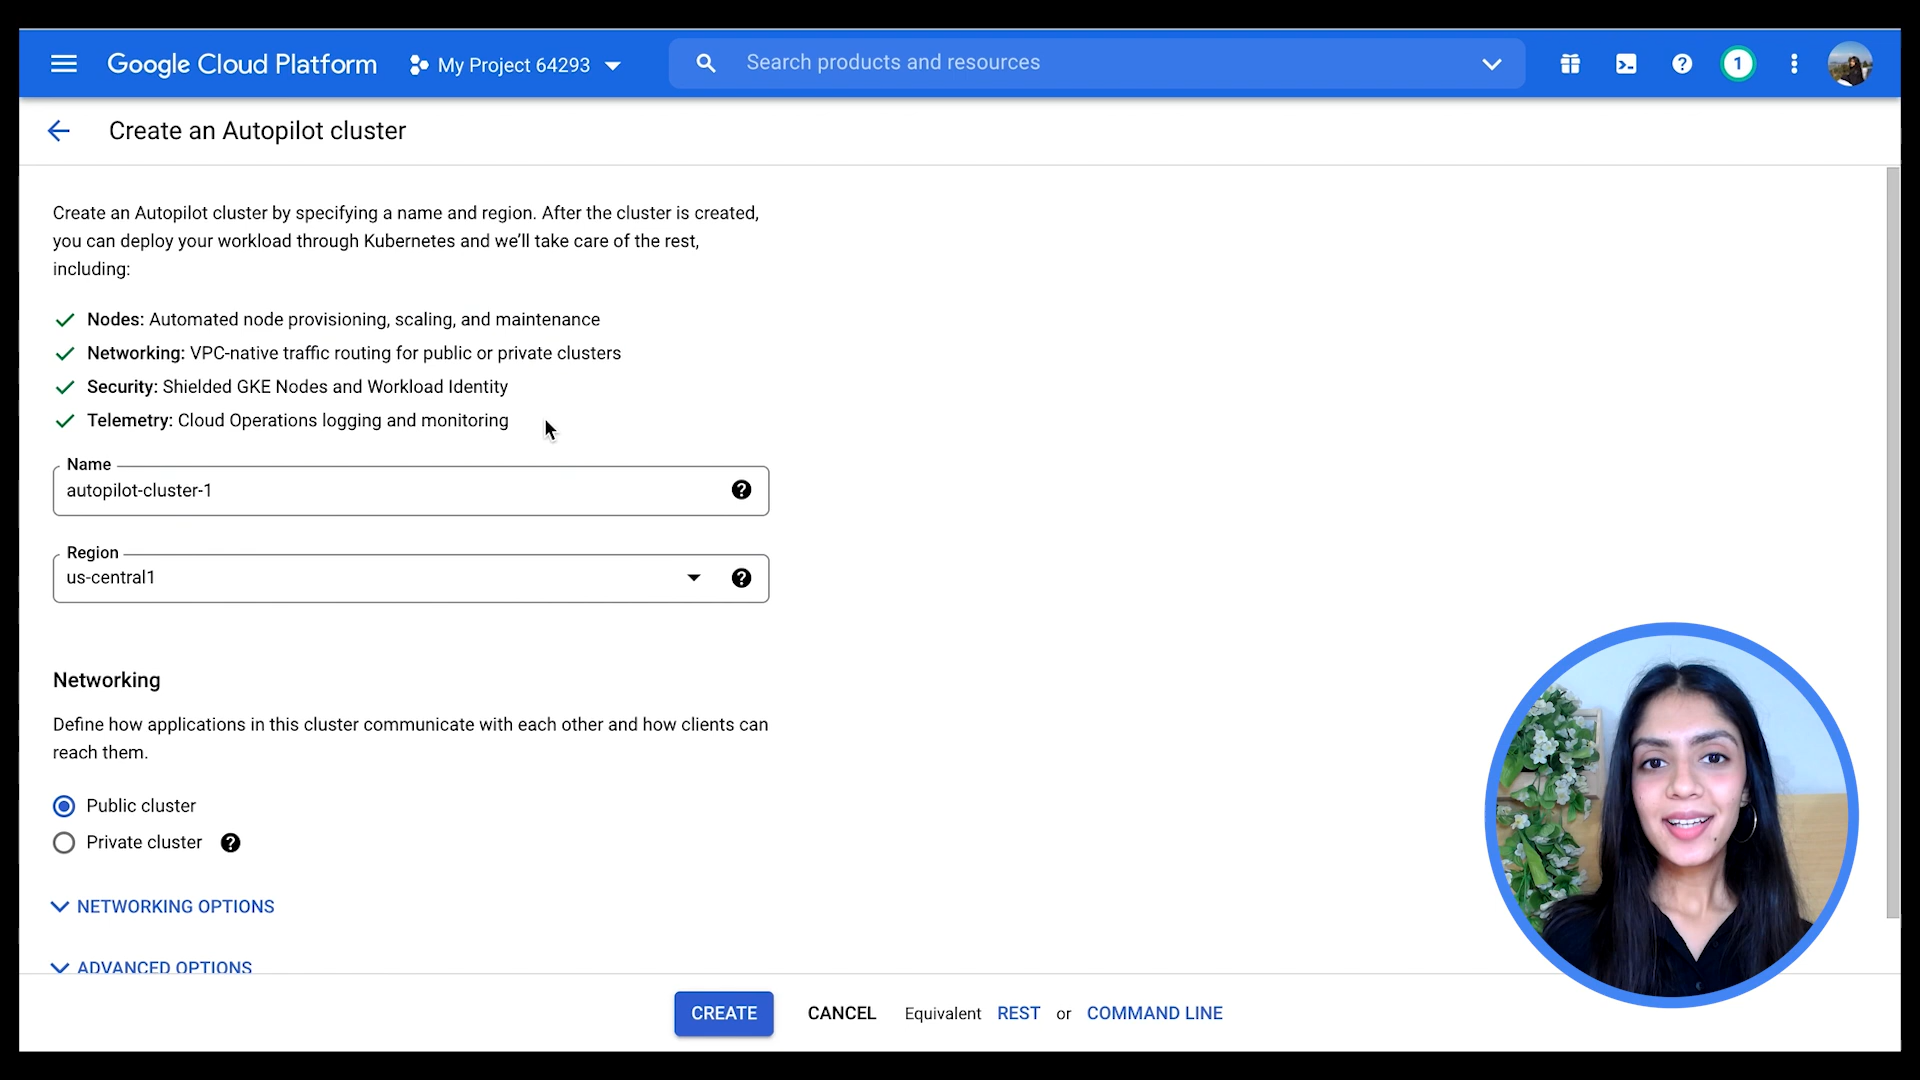 Google Cloud Platform
My Project 64293
Search products and resources
1
Create an Autopilot cluster
Create an Autopilot cluster by specifying a name and region. After the cluster is created,
you can deploy your workload through Kubernetes and we’ll take care of the rest,
including:
Nodes: Automated node provisioning, scaling, and maintenance
Networking: VPC-native traffic routing for public or private clusters
Security: Shielded GKE Nodes and Workload Identity
Telemetry: Cloud Operations logging and monitoring
Name
autopilot-cluster-1
Region
us-central1
Networking
Define how applications in this cluster communicate with each other and how clients can
reach them.
Public cluster
Private cluster
NETWORKING OPTIONS
ADVANCED OPTIONS
CREATE CANCEL Equivalent REST or COMMAND LINE